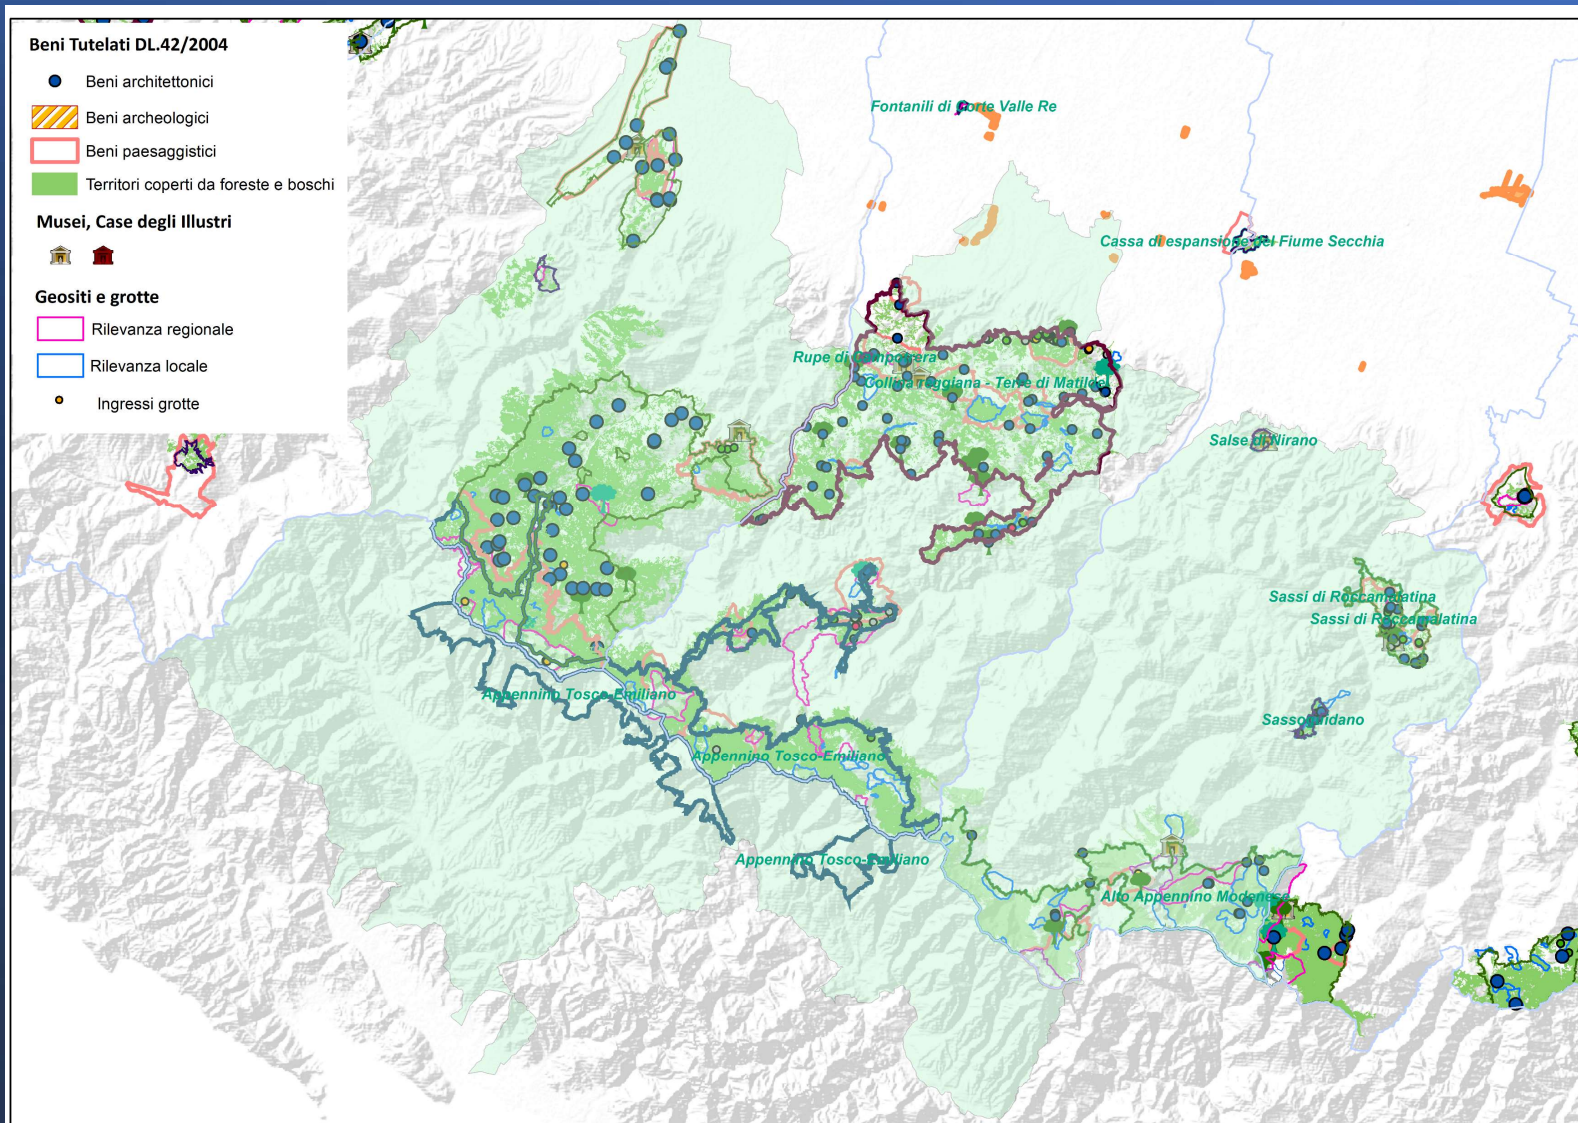 Beni Tutelati DL.42/2004
Beni architettonici
Beni archeologici
Beni paesaggistici
Territori coperti da foreste e boschi
Musei, Case degli Illustri
Geositi e grotte
Rilevanza regionale
Rilevanza locale
Ingressi grotte
Fontanili di Corte Valle Re
Cassa di espansione del Fiume Secchia
Rupe di Campotrera
Collina reggiana - Terre di Matilde
Salse di Nirano
Sassi di Roccamalatina
Sassi di Roccamalatina
Appennino Tosco-Emiliano
Sassoguidano
Appennino Tosco-Emiliano
Appennino Tosco-Emiliano
Alto Appennino Modenese